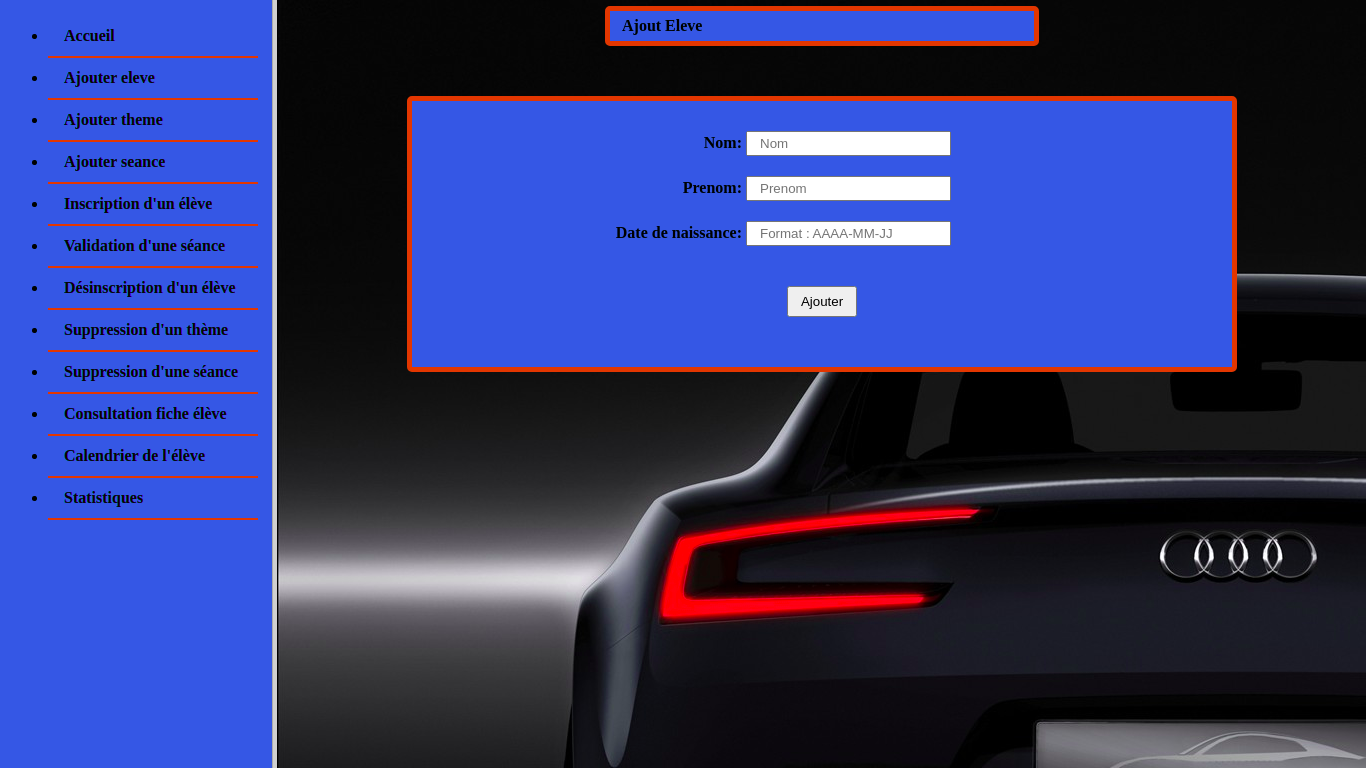 Accueil
Ajouter eleve
Ajouter theme
Ajouter seance
Inscription d'un élève
Validation d'une séance
Désinscription d'un élève
Suppression d'un thème
Suppression d'une séance
Consultation fiche élève
Calendrier de l'élève
Statistiques
Ajout Eleve
Nom: Nom
Prenom: Prenom
Date de naissance: Format : AAAA-MM-JJ
Ajouter